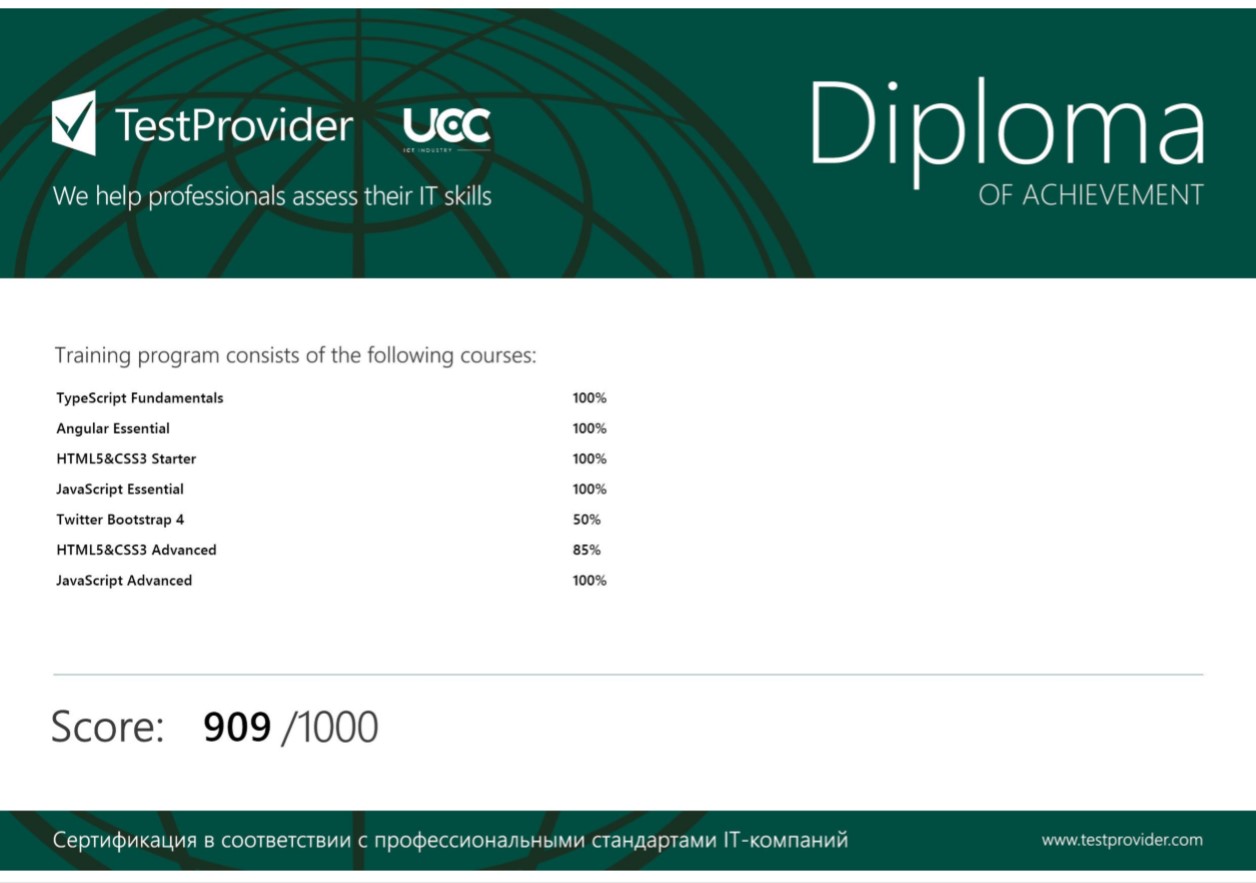 TestProvider
UCC
ICT INDUSTRY
We help professionals assess their IT skills
Diploma
OF ACHIEVEMENT
Training program consists of the following courses:
TypeScript Fundamentals 100%
Angular Essential 100%
HTML5&CSS3 Starter 100%
JavaScript Essential 100%
Twitter Bootstrap 4 50%
HTML5&CSS3 Advanced 85%
JavaScript Advanced 100%
Score: 909 /1000
Сертификация в соответствии с профессиональными стандартами IT-компаний
www.testprovider.com